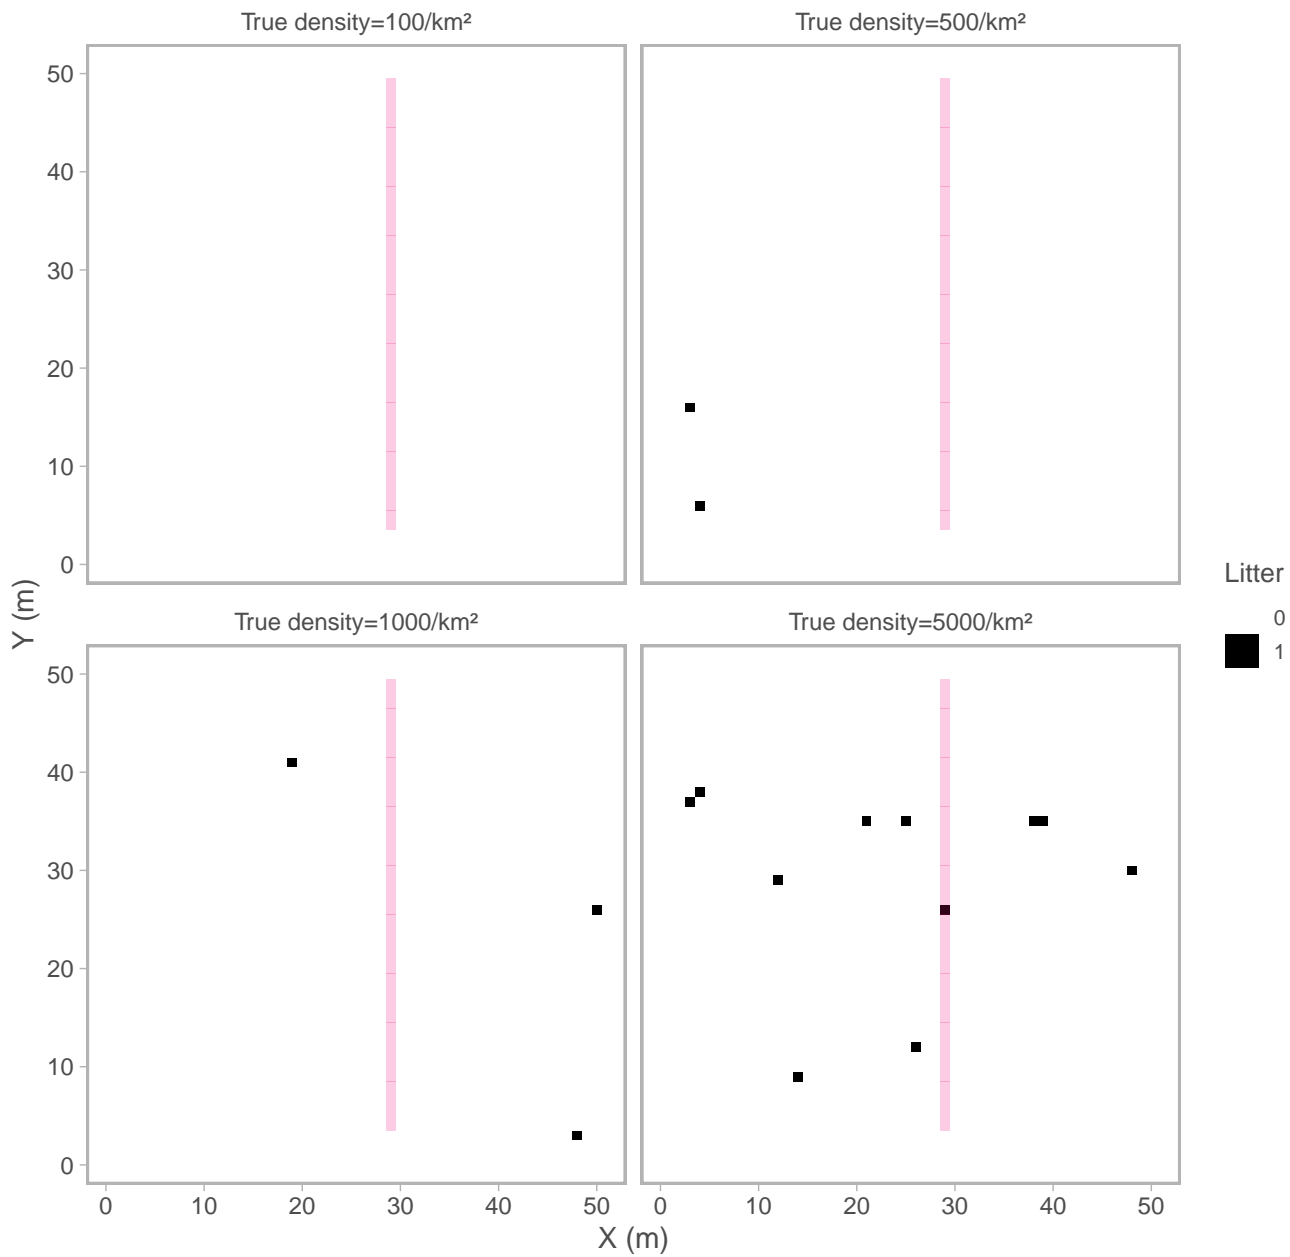 True density=100/km²
True density=500/km²
50
40
30
20
10
0
True density=1000/km²
True density=5000/km²
50
40
30
20
10
0
0 10 20 30 40 50
0 10 20 30 40 50
X (m)
Y (m)
Litter
0
1